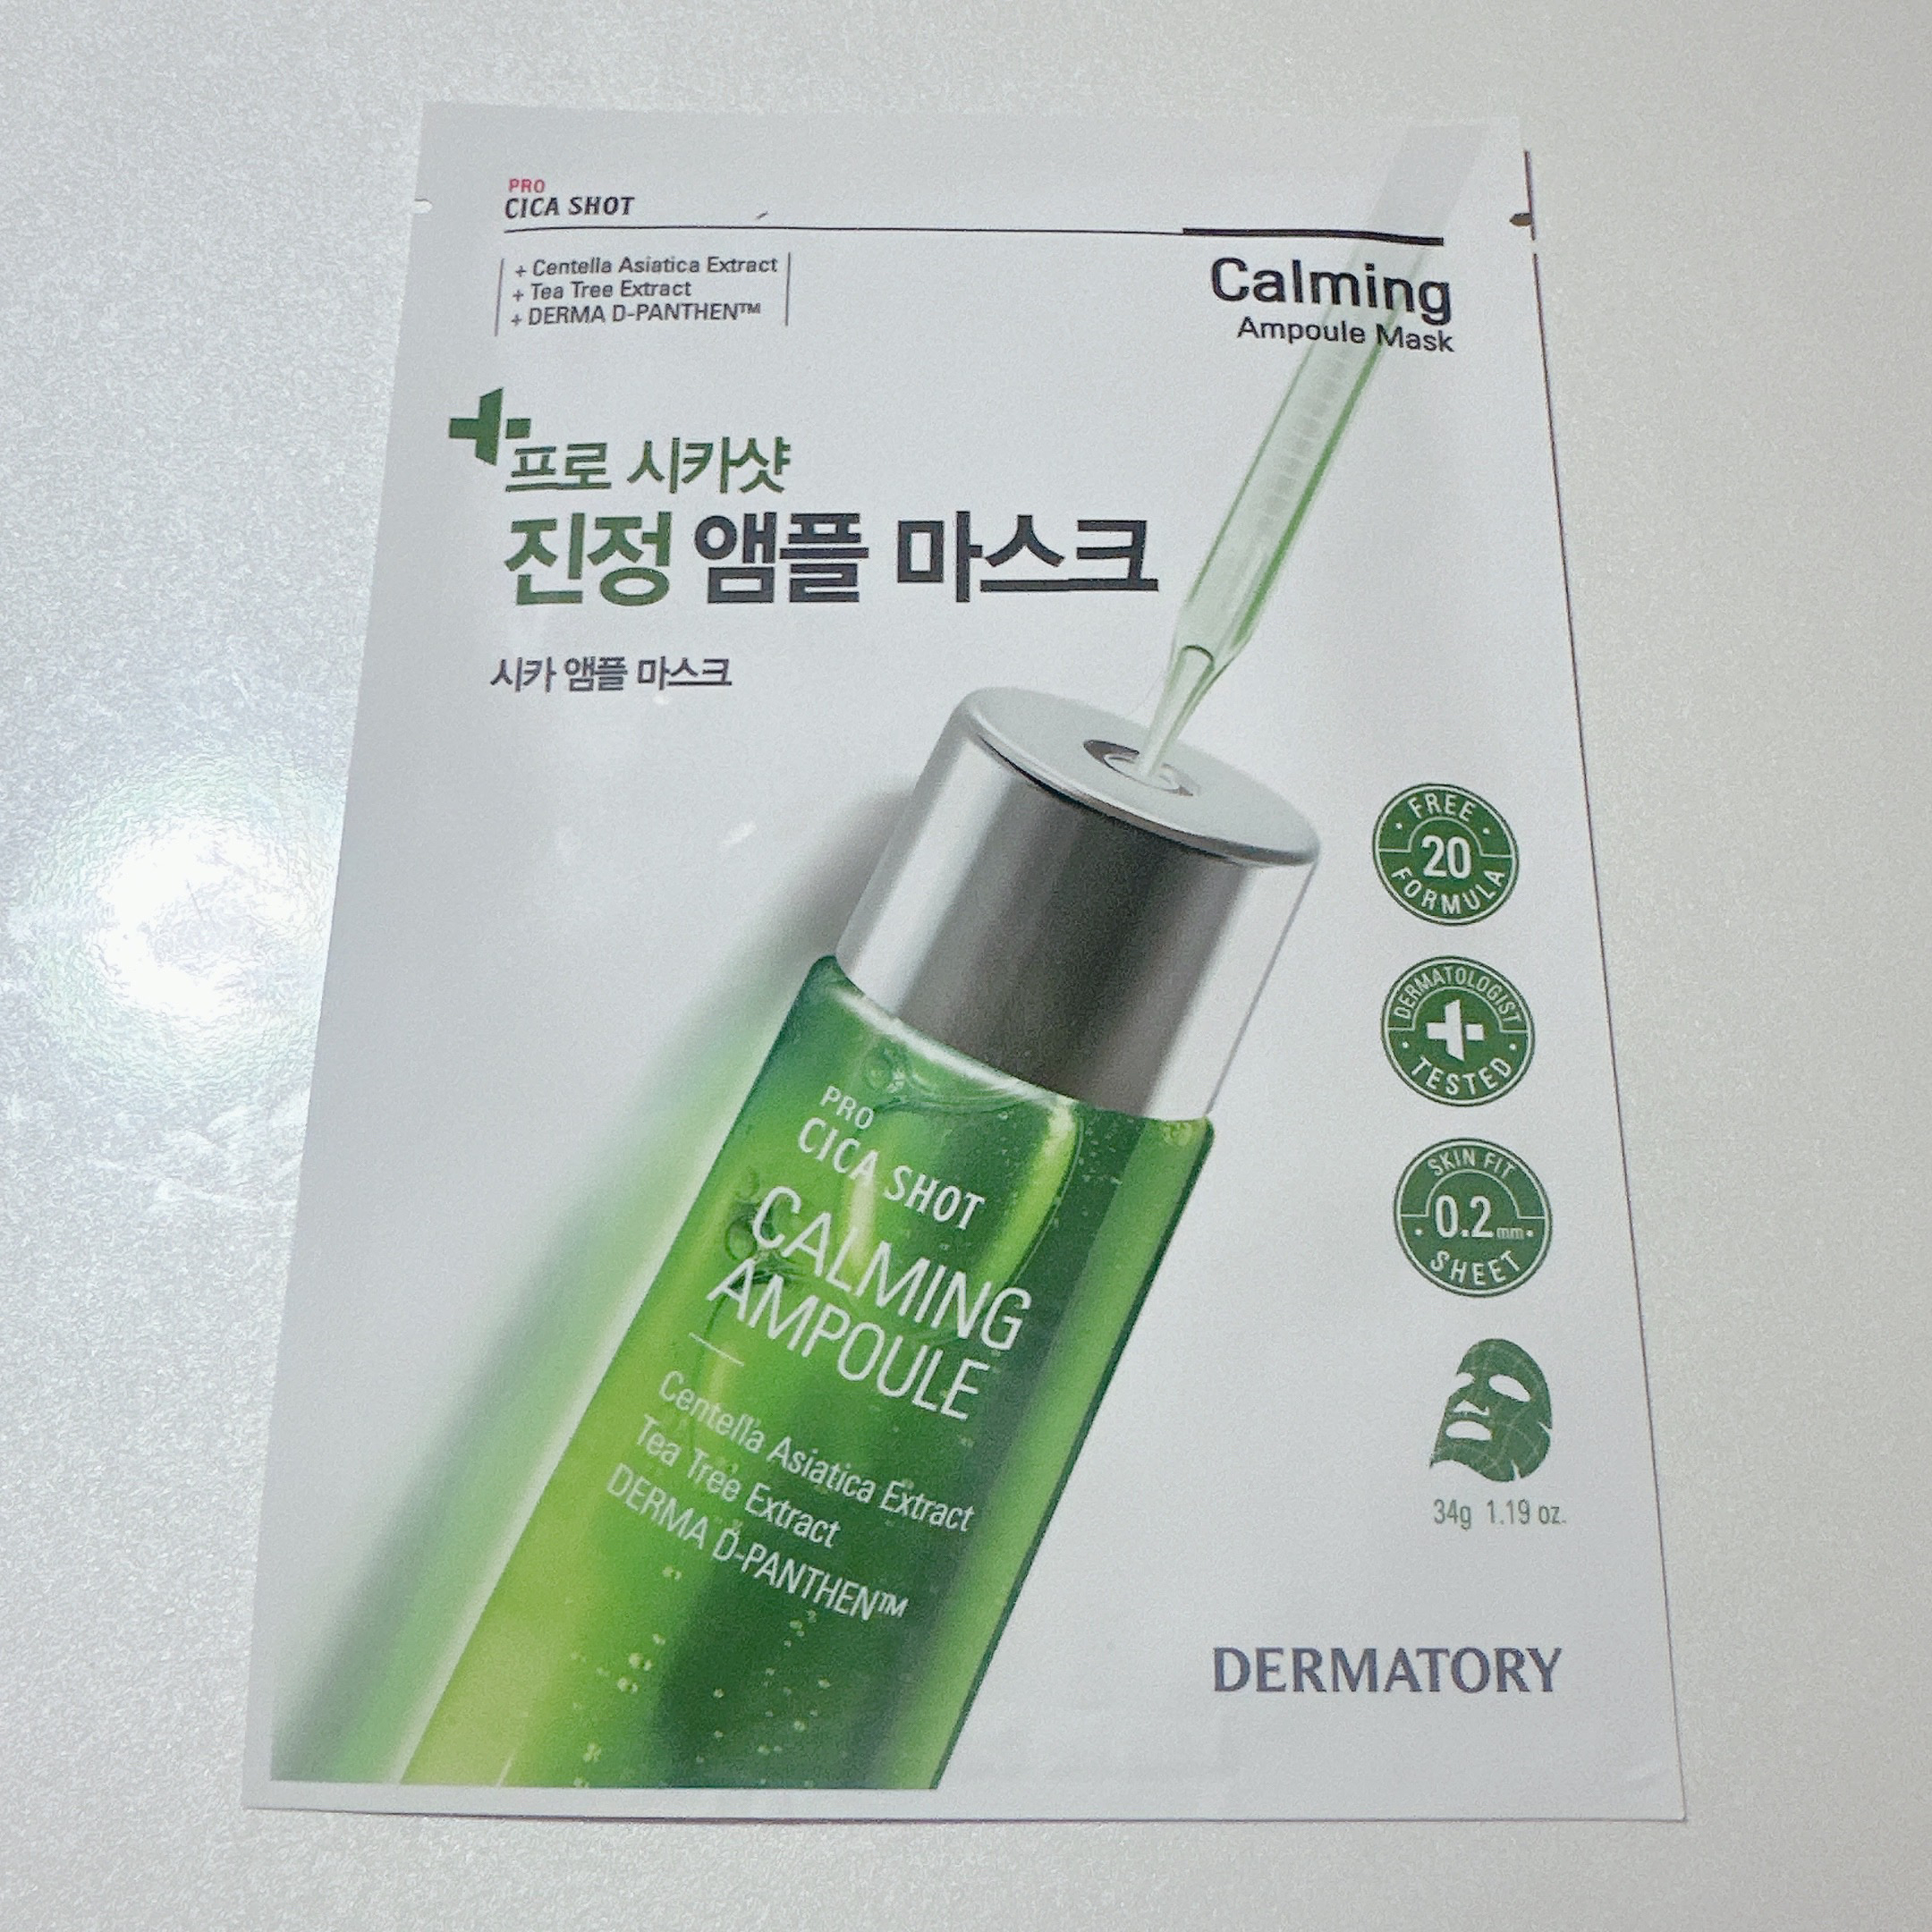 PRO
CICA SHOT
+ Centella Asiatica Extract
+ Tea Tree Extract
+ DERMA D-PANTHEN™
Calming
Ampoule Mask
프로 시카샷
진정 앰플 마스크
시카 앰플 마스크
FREE
20
FORMULA
DERMATOLOGIST
TESTED
SKIN FIT
0.2mm
SHEET
PRO
CICA SHOT
CALMING
AMPOULE
Centella Asiatica Extract
Tea Tree Extract
DERMA D-PANTHEN™
34g 1.19 oz.
DERMATORY